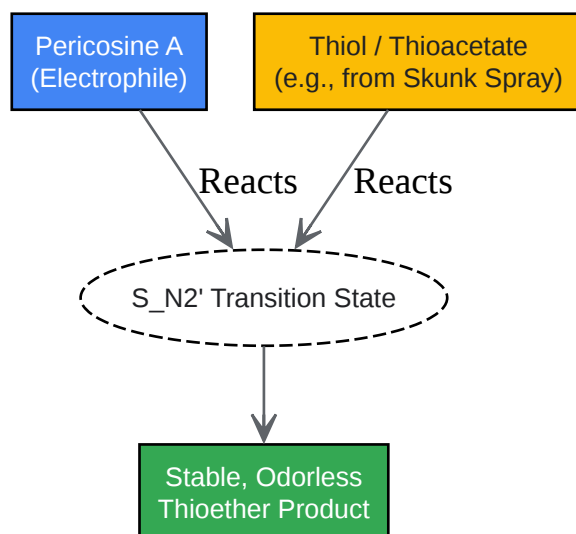 Pericosine A
(Electrophile)
Thiol / Thioacetate
(e.g., from Skunk Spray)
Reacts
Reacts
S_N2' Transition State
Stable, Odorless
Thioether Product